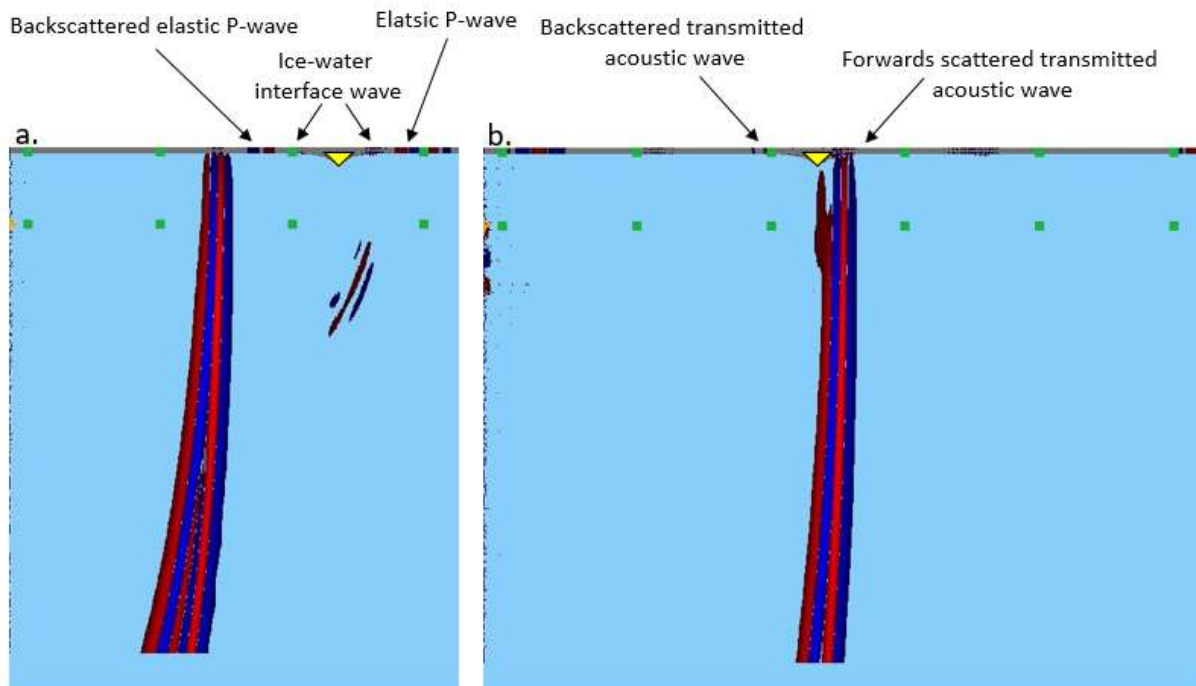 Backscattered elastic P-wave
Elatsic P-wave
Ice-water
interface wave
a.
Backscattered transmitted
acoustic wave
Forwards scattered transmitted
acoustic wave
b.